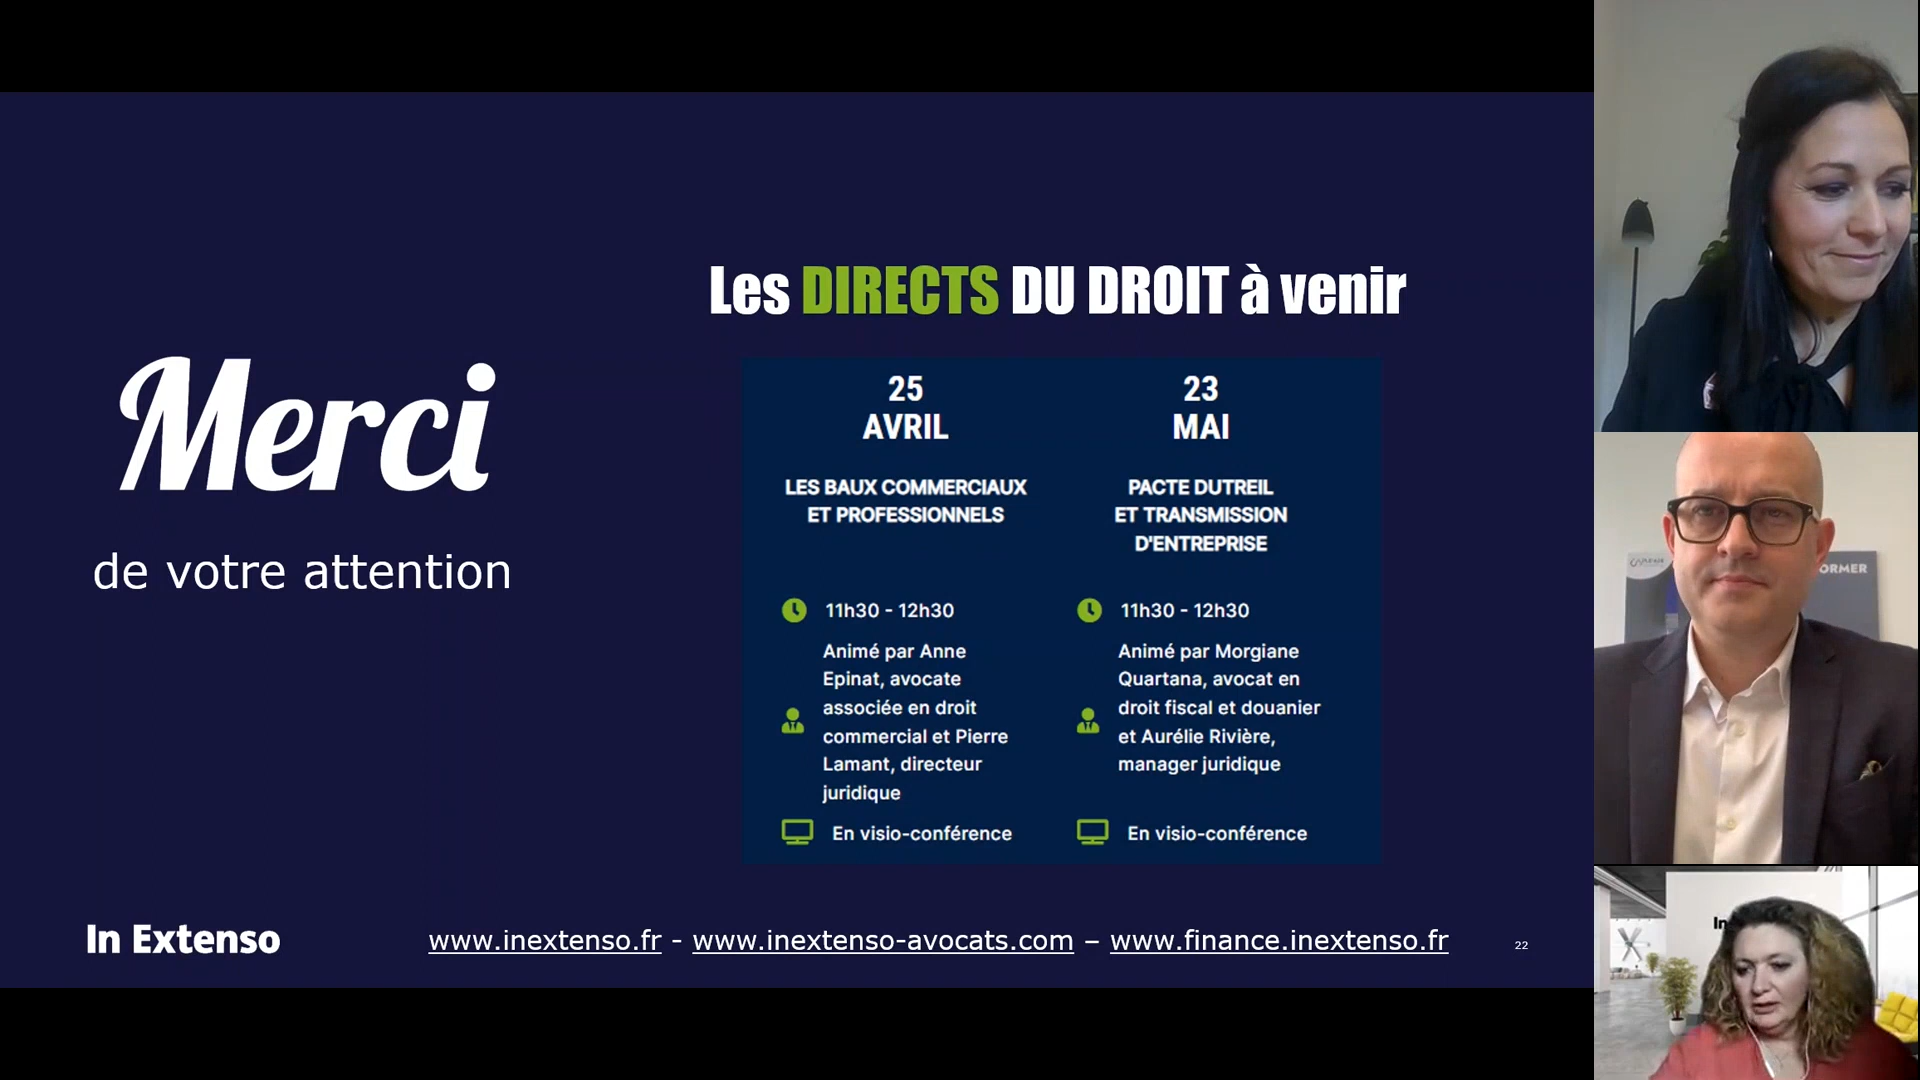 Les DIRECTS DU DROIT à venir
Merci
de votre attention
25
AVRIL
LES BAUX COMMERCIAUX
ET PROFESSIONNELS
11h30 - 12h30
Animé par Anne
Epinat, avocate
associée en droit
commercial et Pierre
Lamant, directeur
juridique
En visio-conférence
23
MAI
PACTE DUTREIL
ET TRANSMISSION
D'ENTREPRISE
11h30 - 12h30
Animé par Morgiane
Quartana, avocat en
droit fiscal et douanier
et Aurélie Rivière,
manager juridique
En visio-conférence
In Extenso
www.inextenso.fr - www.inextenso-avocats.com – www.finance.inextenso.fr
22
ORMER
In